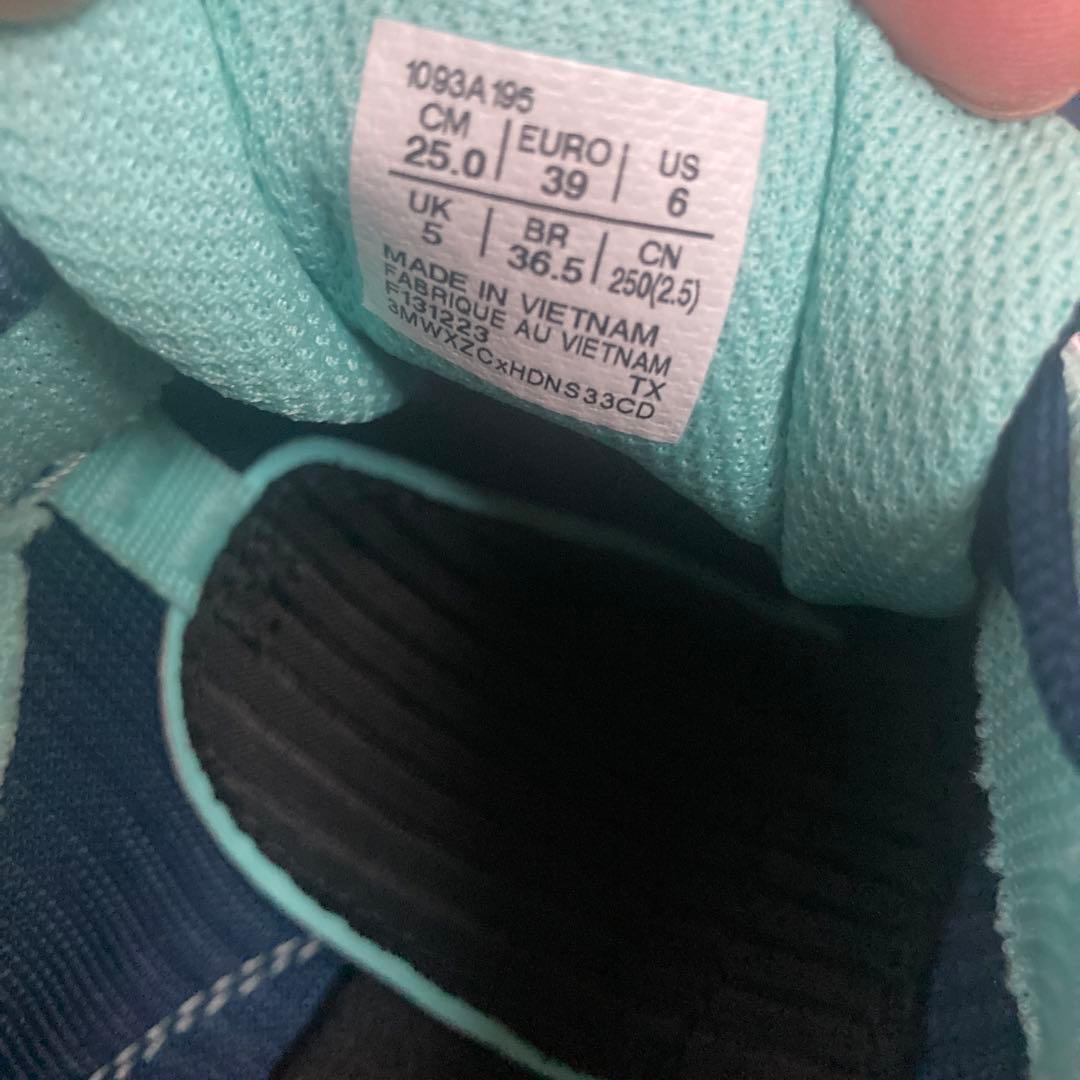 1093A195
CM 25.0 | EURO 39 | US 6
UK 5 | BR 36.5 | CN 250(2.5)
MADE IN VIETNAM
FABRIQUE AU VIETNAM
F131223 TX
3MWXZCxHDNS33CD